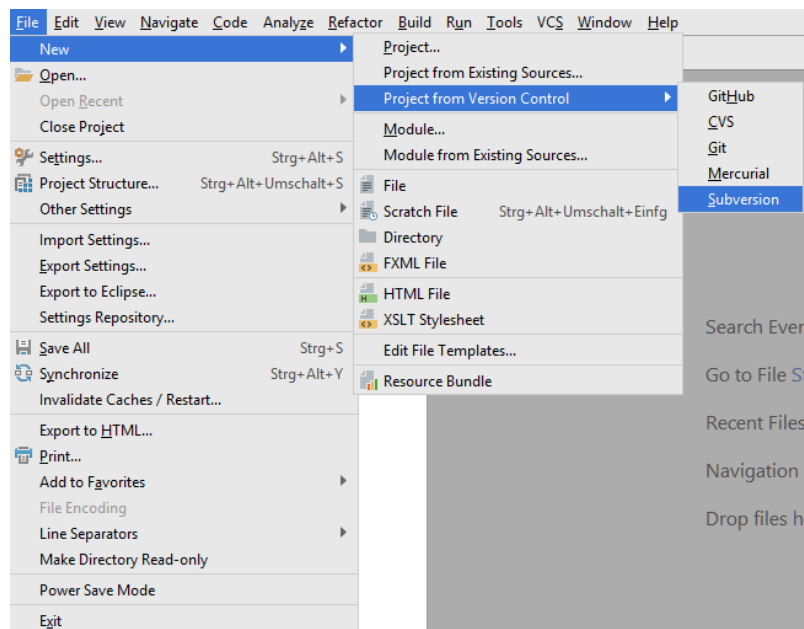 File Edit View Navigate Code Analyze Refactor Build Run Tools VCS Window Help
New
Open...
Open Recent
Close Project
Settings... Strg+Alt+S
Project Structure... Strg+Alt+Umschalt+S
Other Settings
Import Settings...
Export Settings...
Export to Eclipse...
Settings Repository...
Save All Strg+S
Synchronize Strg+Alt+Y
Invalidate Caches / Restart...
Export to HTML...
Print...
Add to Favorites
File Encoding
Line Separators
Make Directory Read-only
Power Save Mode
Exit
Project...
Project from Existing Sources...
Project from Version Control
Module...
Module from Existing Sources...
File
Scratch File Strg+Alt+Umschalt+Einfg
Directory
FXML File
HTML File
XSLT Stylesheet
Edit File Templates...
Resource Bundle
GitHub
CVS
Git
Mercurial
Subversion
Search Ever
Go to File S
Recent Files
Navigation
Drop files h